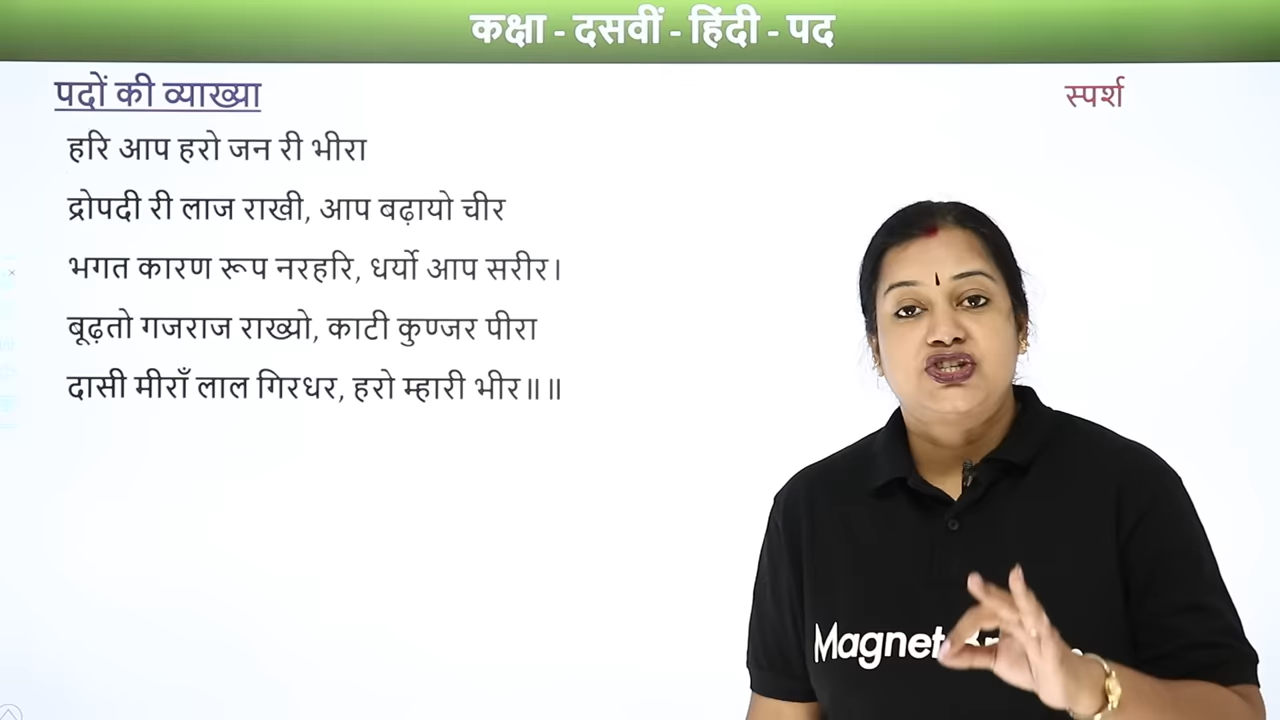 कक्षा - दसवीं - हिंदी - पद
पदों की व्याख्या
स्पर्श
हरि आप हरो जन री भीरा
द्रोपदी री लाज राखी, आप बढ़ायो चीर
भगत कारण रूप नरहरि, धर्यो आप सरीर।
बूढ़तो गजराज राख्यो, काटी कुण्जर पीरा
दासी मीराँ लाल गिरधर, हरो म्हारी भीर॥॥
Magnet